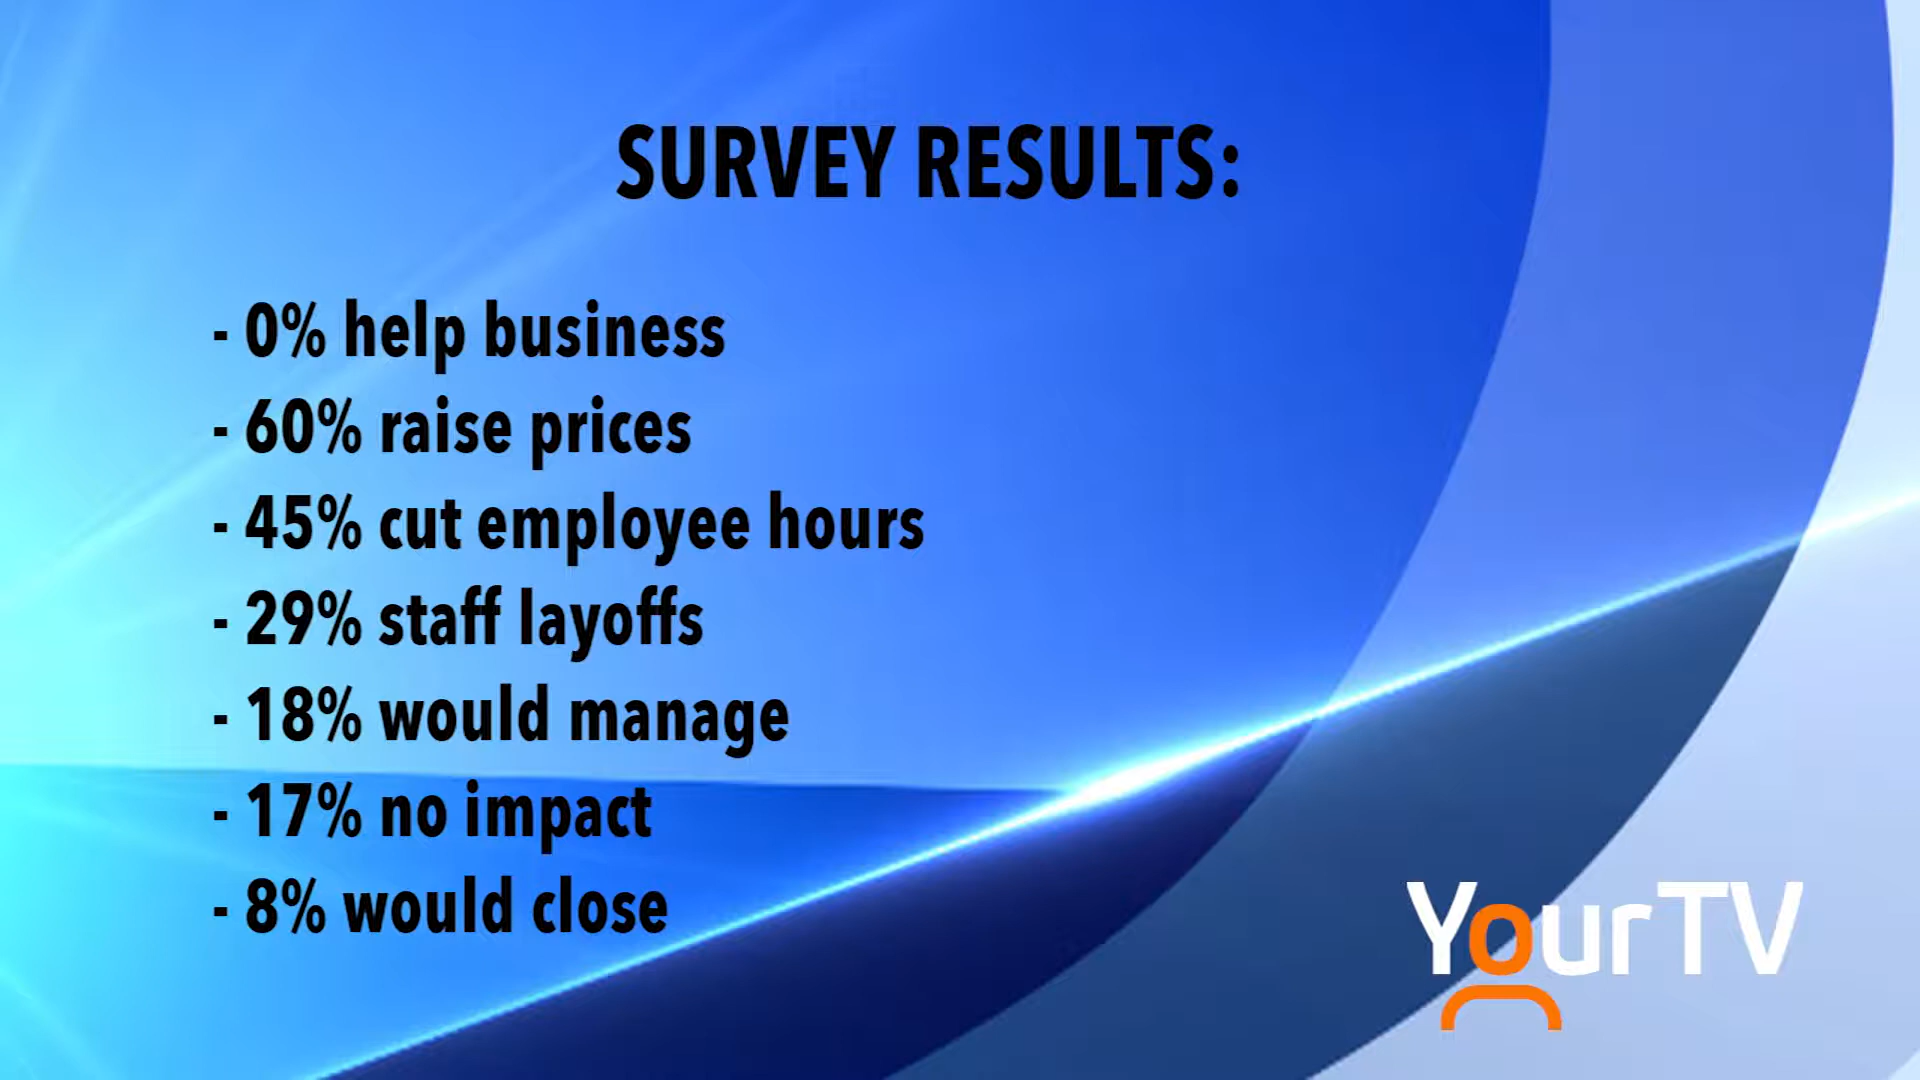 SURVEY RESULTS:
- 0% help business
- 60% raise prices
- 45% cut employee hours
- 29% staff layoffs
- 18% would manage
- 17% no impact
- 8% would close
YourTV